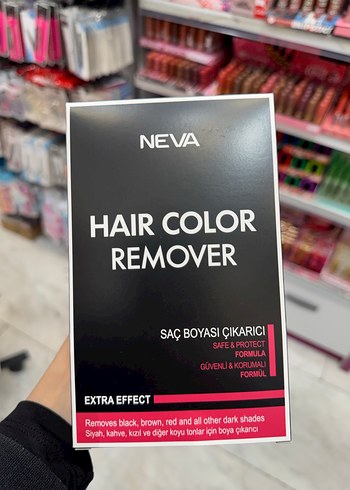 NEVA
HAIR COLOR
REMOVER
SAÇ BOYASI ÇIKARICI
SAFE & PROTECT
FORMULA
GÜVENLİ & KORUMALI
FORMÜL
EXTRA EFFECT
Removes black, brown, red and all other dark shades
Siyah, kahve, kızıl ve diğer koyu tonlar için boya çıkarıcı